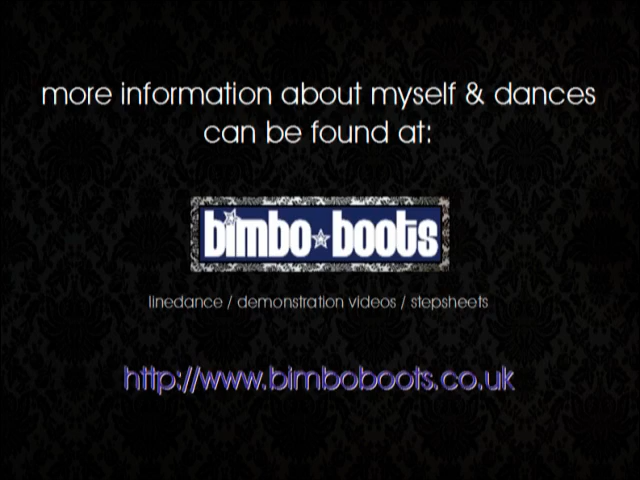 more information about myself & dances
can be found at:
bimbo boots
linedance / demonstration videos / stepsheets
http://www.bimboboots.co.uk